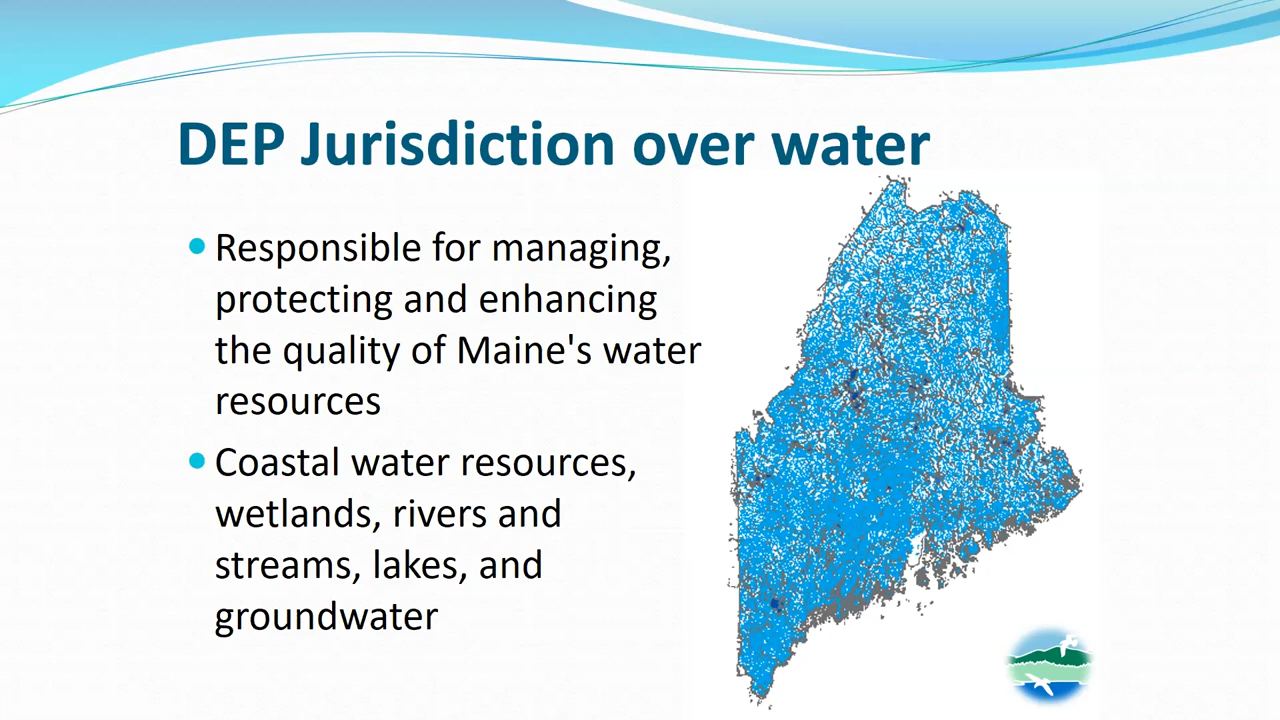 DEP Jurisdiction over water
• Responsible for managing,
protecting and enhancing
the quality of Maine's water
resources
• Coastal water resources,
wetlands, rivers and
streams, lakes, and
groundwater